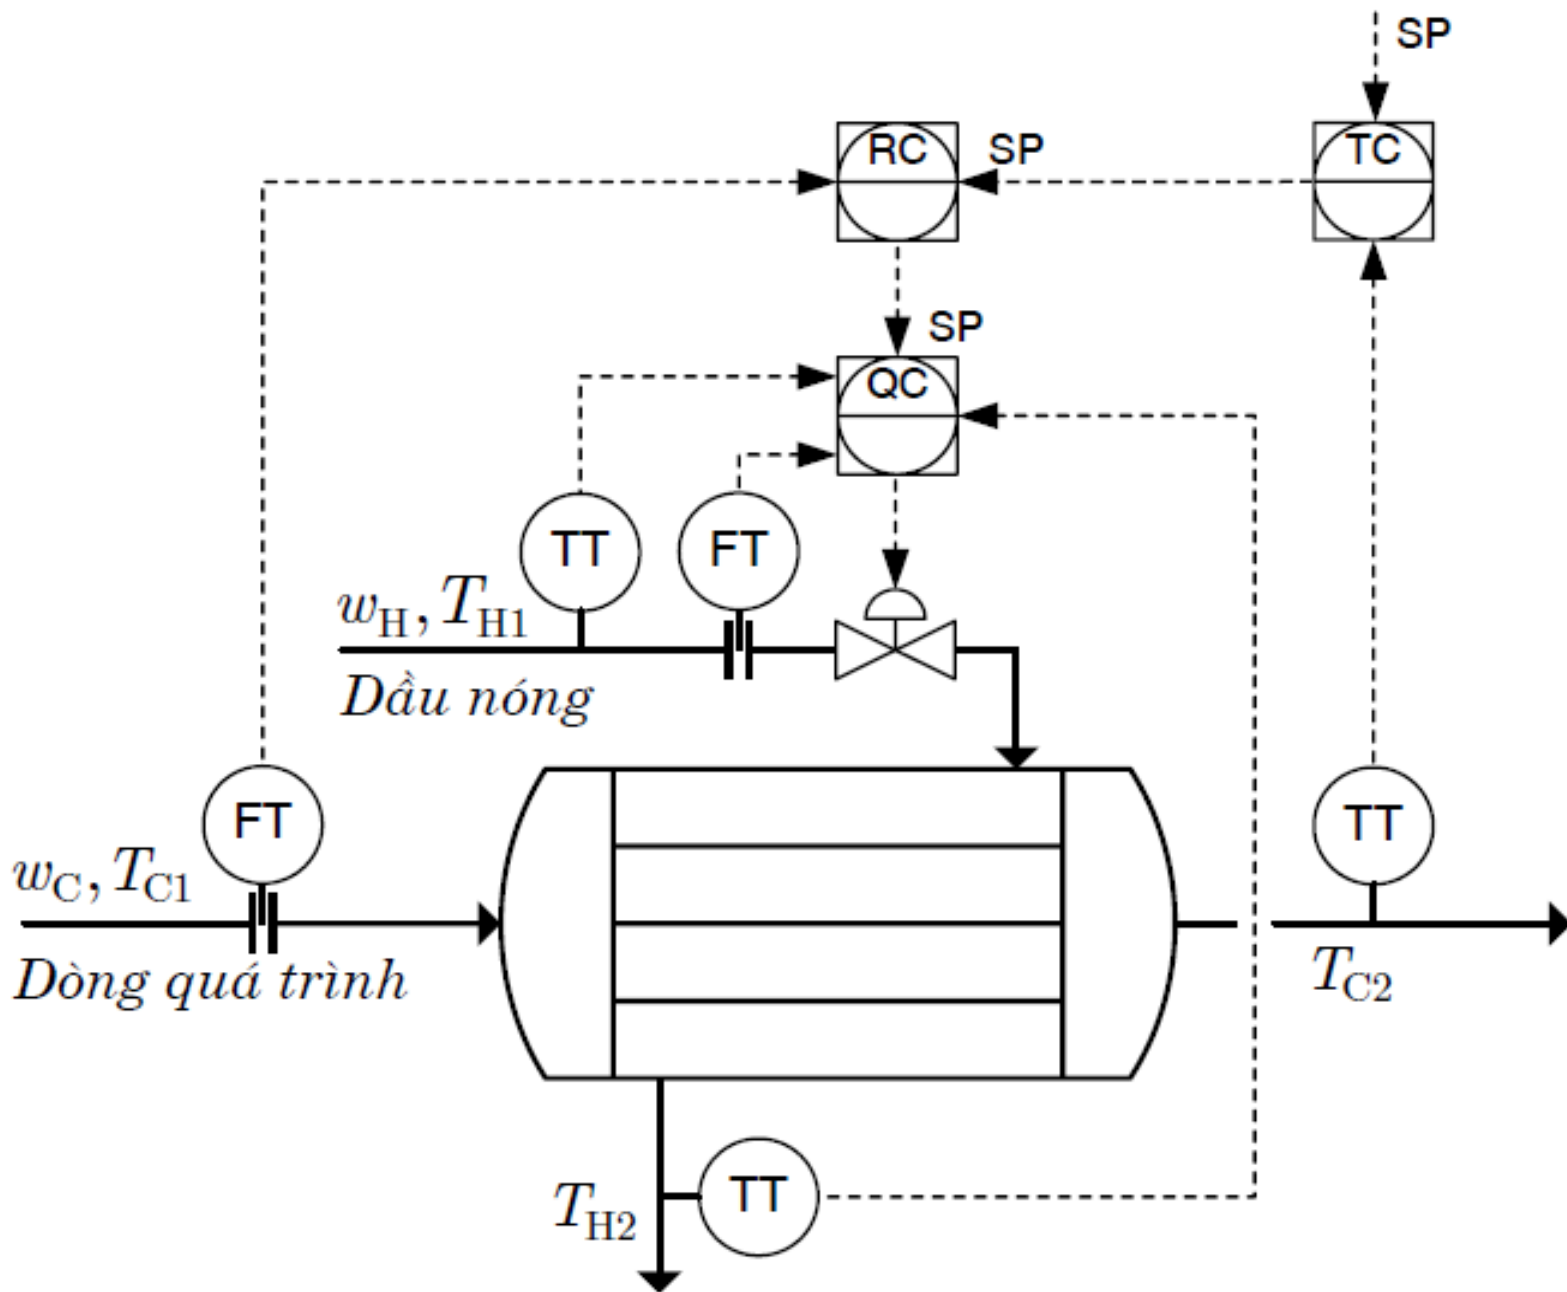 SP
RC
SP
TC
SP
QC
TT
FT
w_H, T_H1
Dầu nóng
FT
TT
w_C, T_C1
Dòng quá trình
T_C2
TT
T_H2